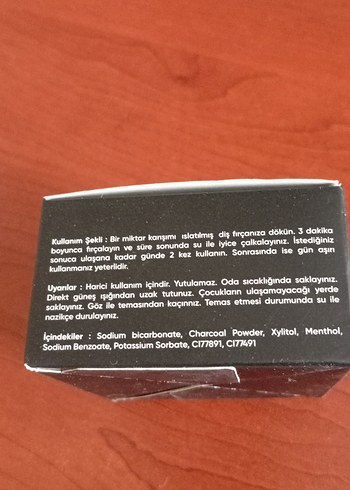 Kullanım Şekli : Bir miktar karışımı ıslatılmış diş fırçanıza dökün. 3 dakika
boyunca fırçalayın ve süre sonunda su ile iyice çalkalayınız. İstediğiniz
sonuca ulaşana kadar günde 2 kez kullanın. Sonrasında ise gün aşırı
kullanmanız yeterlidir.
Uyarılar : Harici kullanım içindir. Yutulamaz. Oda sıcaklığında saklayınız.
Direkt güneş ışığından uzak tutunuz. Çocukların ulaşamayacağı yerde
saklayınız. Göz ile temasından kaçınınız. Temas etmesi durumunda su ile
nazikçe durulayınız.
İçindekiler : Sodium bicarbonate, Charcoal Powder, Xylitol, Menthol,
Sodium Benzoate, Potassium Sorbate, CI77891, CI77491